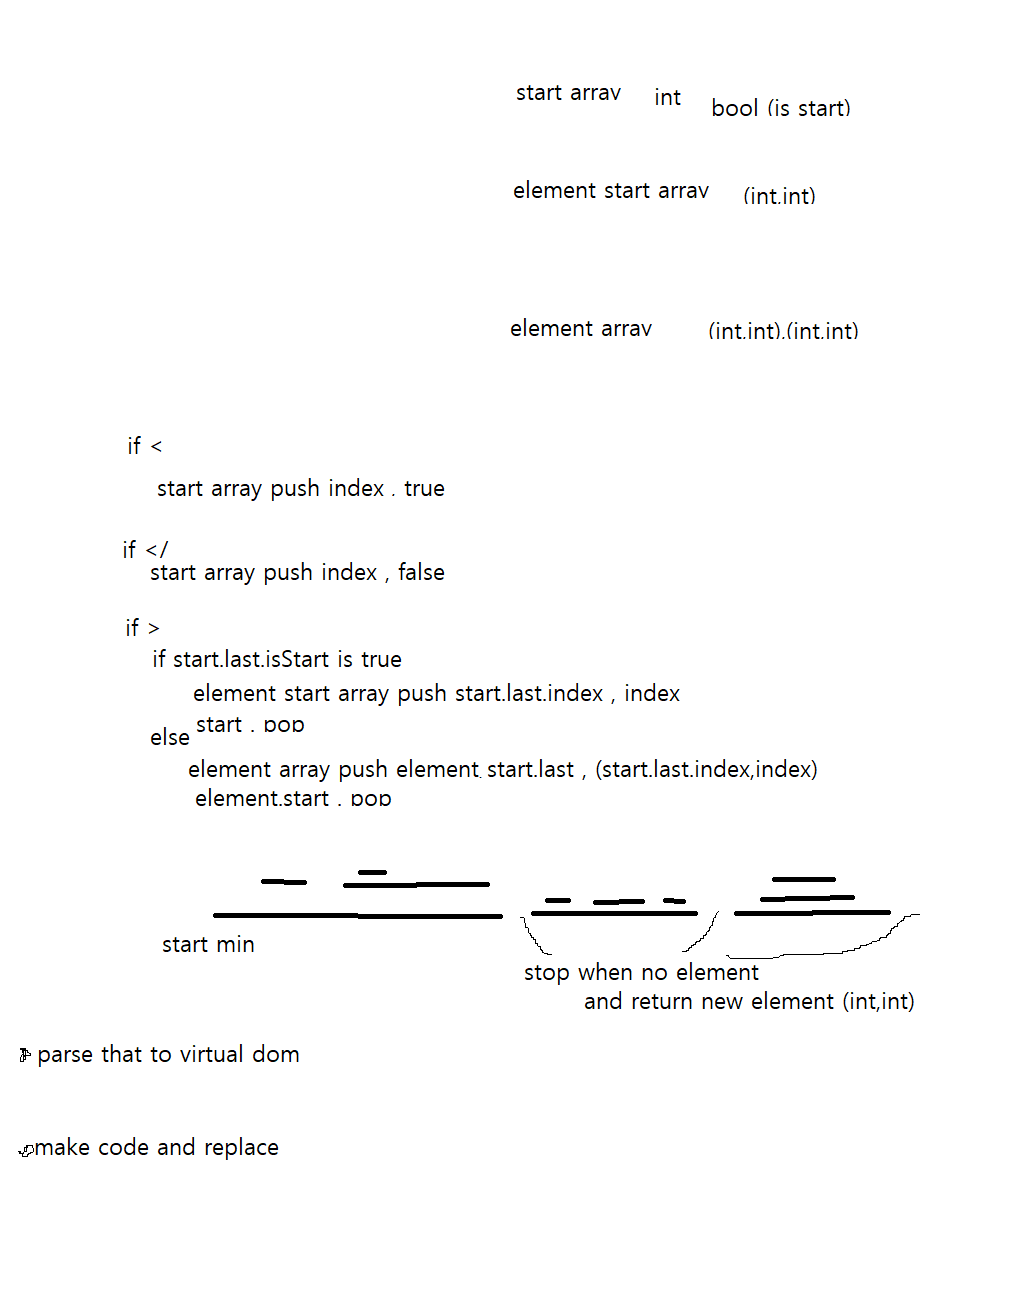 start array int bool (is start)
element start array (int,int)
element array (int,int),(int,int)
if <
start array push index , true
if </
start array push index , false
if >
if start.last.isStart is true
element start array push start.last.index , index
start . pop
else
element array push element start.last , (start.last.index,index)
element.start . pop
start min
stop when no element
and return new element (int,int)
parse that to virtual dom
make code and replace